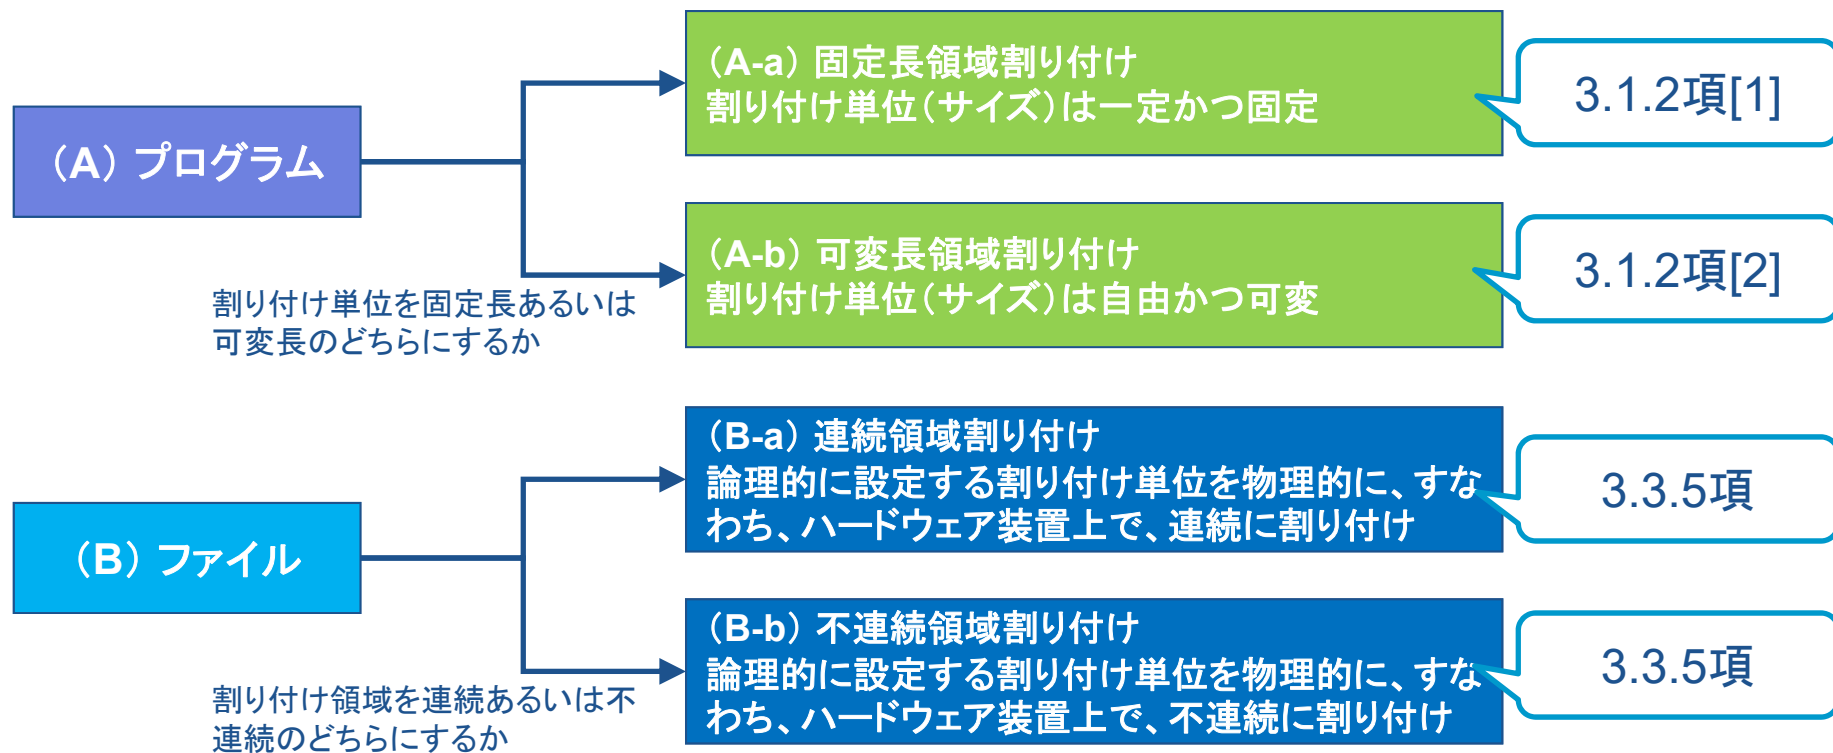 (A) プログラム
割り付け単位を固定長あるいは
可変長のどちらにするか
(A-a) 固定長領域割り付け
割り付け単位(サイズ)は一定かつ固定
3.1.2項[1]
(A-b) 可変長領域割り付け
割り付け単位(サイズ)は自由かつ可変
3.1.2項[2]
(B) ファイル
割り付け領域を連続あるいは不
連続のどちらにするか
(B-a) 連続領域割り付け
論理的に設定する割り付け単位を物理的に、すな
わち、ハードウェア装置上で、連続に割り付け
3.3.5項
(B-b) 不連続領域割り付け
論理的に設定する割り付け単位を物理的に、すな
わち、ハードウェア装置上で、不連続に割り付け
3.3.5項